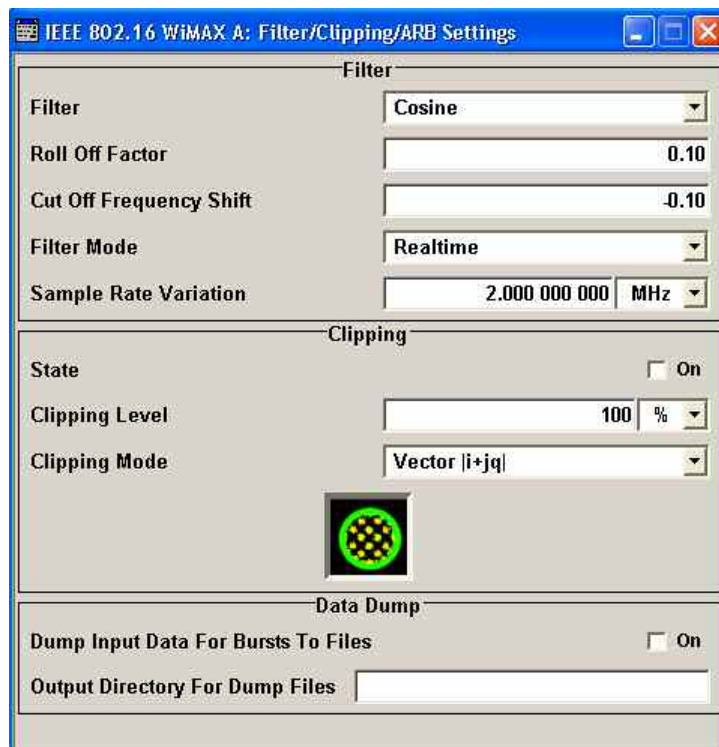 IEEE 802.16 WiMAX A: Filter/Clipping/ARB Settings
Filter
Filter Cosine
Roll Off Factor 0.10
Cut Off Frequency Shift -0.10
Filter Mode Realtime
Sample Rate Variation 2.000 000 000 MHz
Clipping
State On
Clipping Level 100 %
Clipping Mode Vector |i+jq|
Data Dump
Dump Input Data For Bursts To Files On
Output Directory For Dump Files